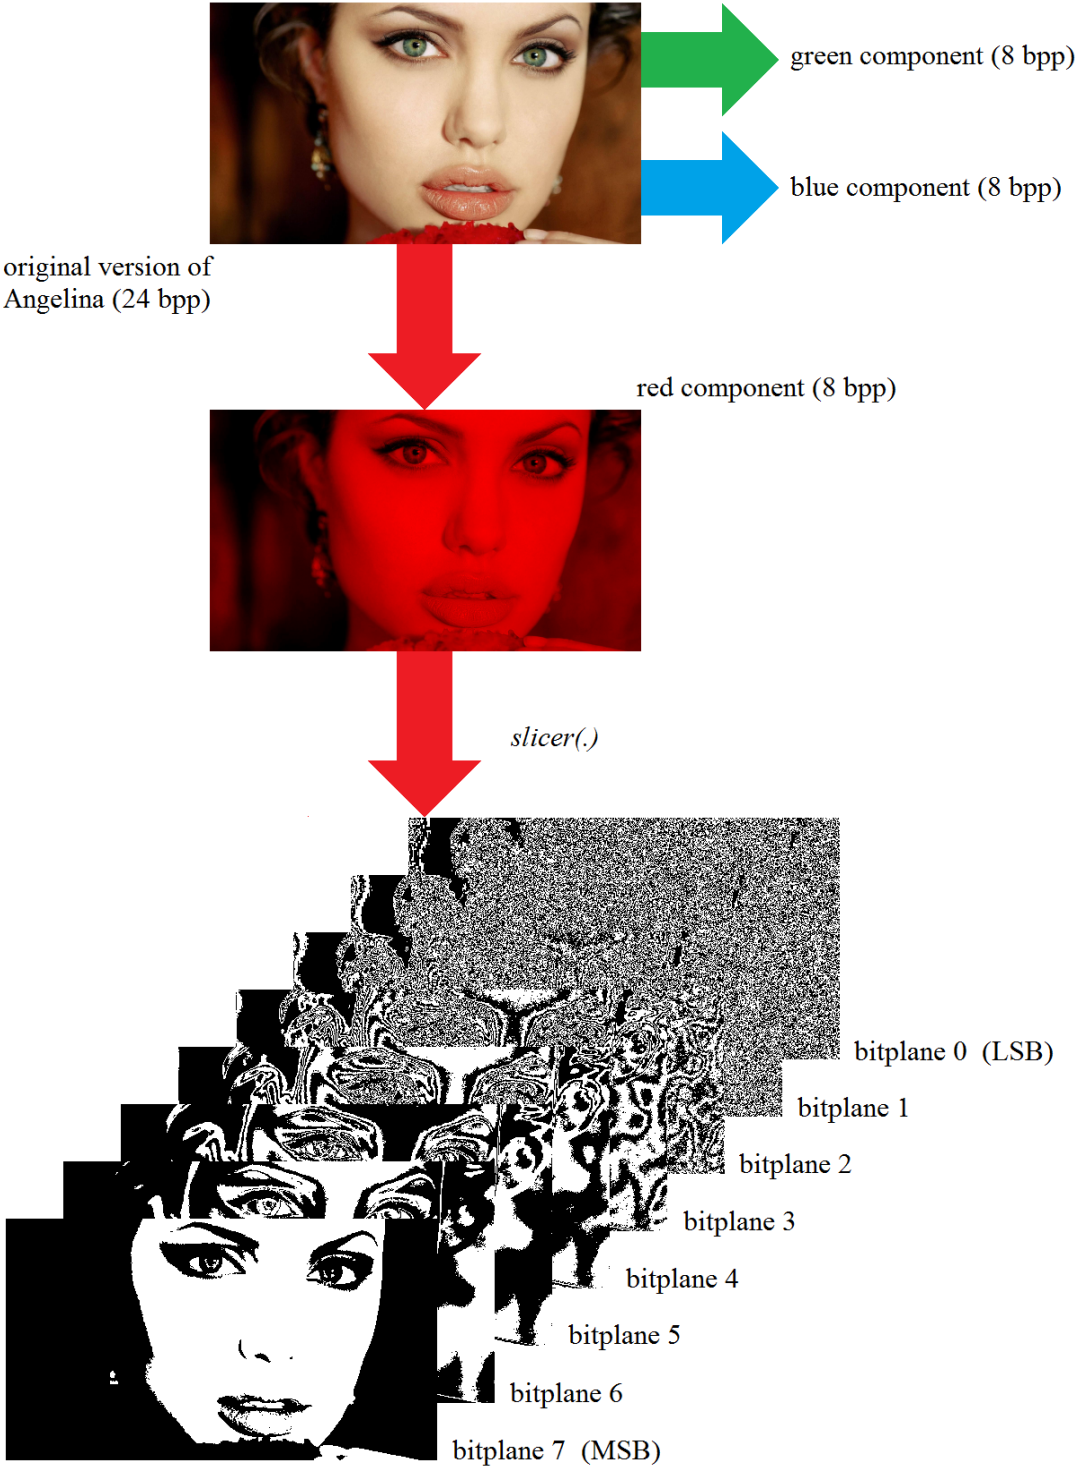 green component (8 bpp)
blue component (8 bpp)
original version of
Angelina (24 bpp)
red component (8 bpp)
slicer(.)
bitplane 0 (LSB)
bitplane 1
bitplane 2
bitplane 3
bitplane 4
bitplane 5
bitplane 6
bitplane 7 (MSB)